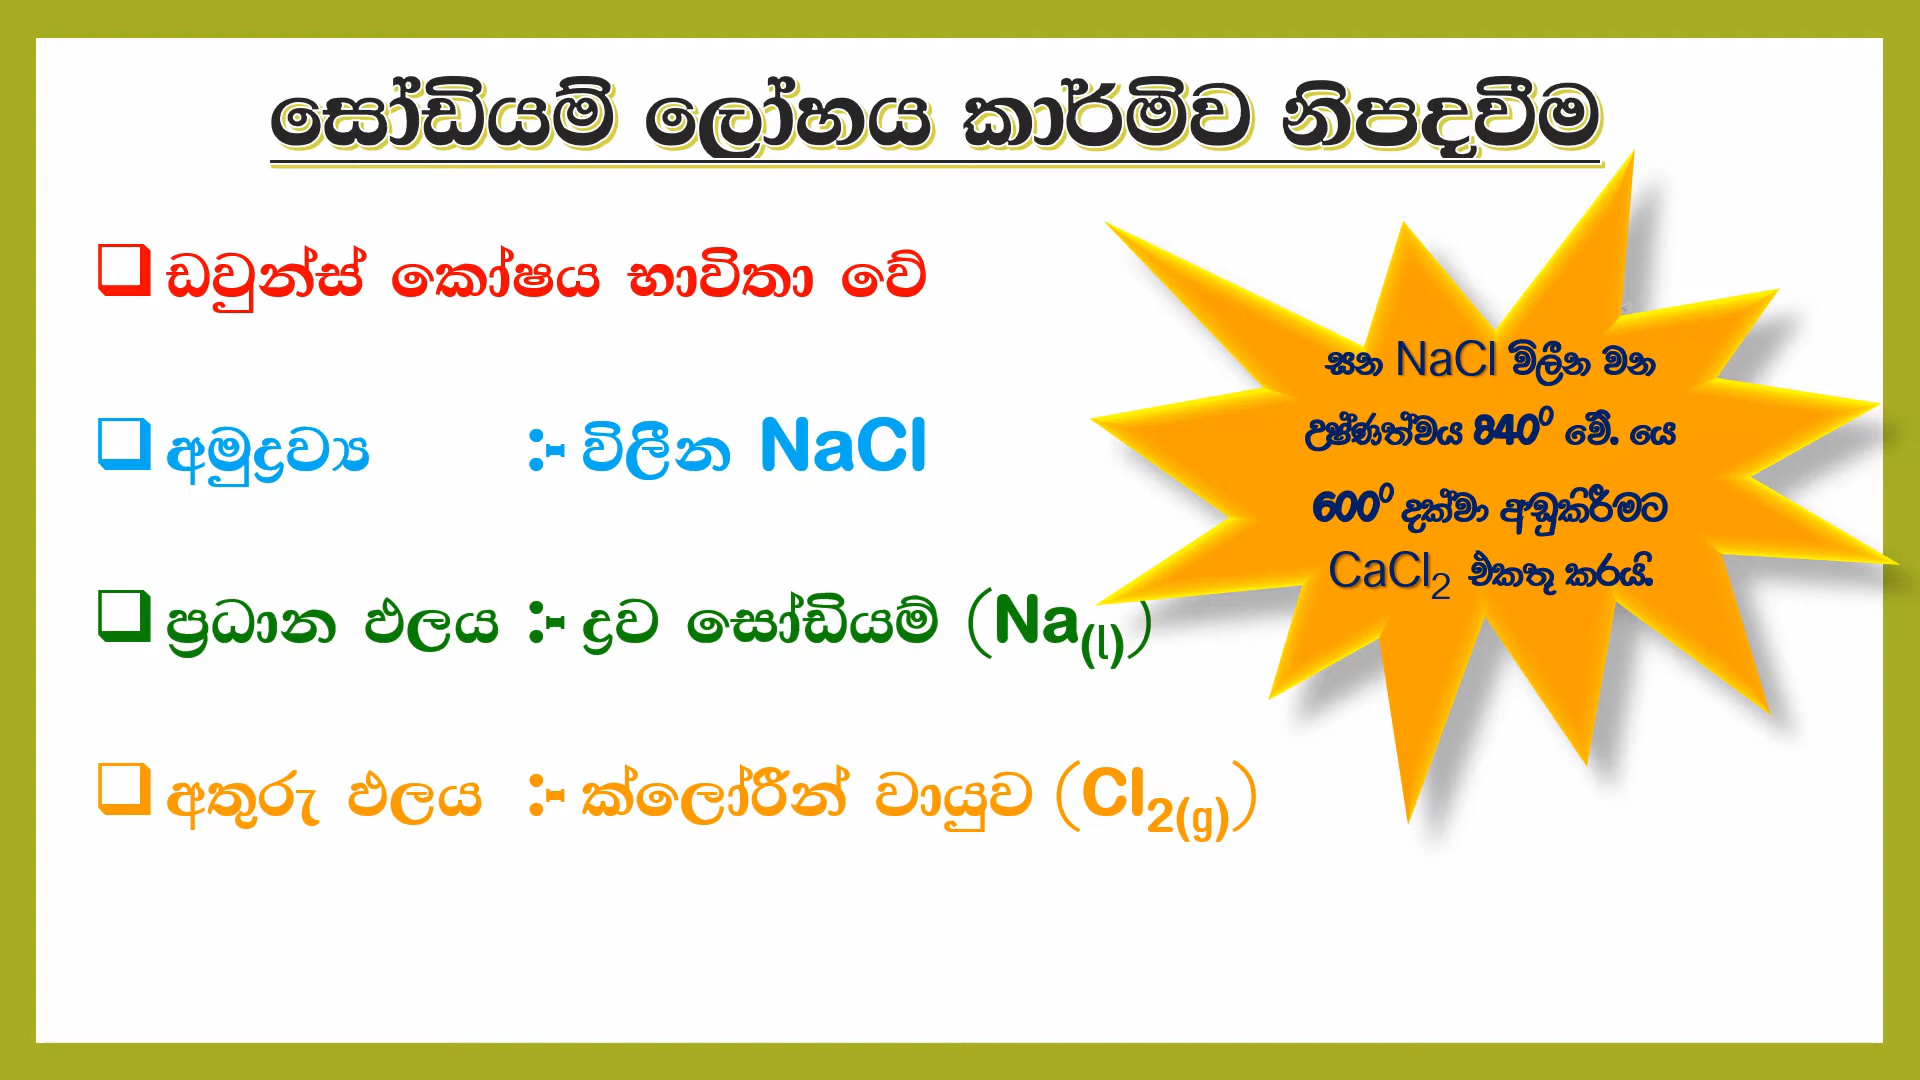 සෝඩියම් ලෝහය කාර්මිව නිපදවීම
ඩවුන්ස් කෝෂය භාවිතා වේ
අමුද්‍රව්‍ය :- විලීන NaCl
ප්‍රධාන ඵලය :- ද්‍රව සෝඩියම් (Na(l))
අතුරු ඵලය :- ක්ලෝරීන් වායුව (Cl2(g))
ඝන NaCl විලීන වන
උෂ්ණත්වය 840⁰ වේ. යෙ
600⁰ දක්වා අඩුකිරීමට
CaCl₂ එකතු කරයි.